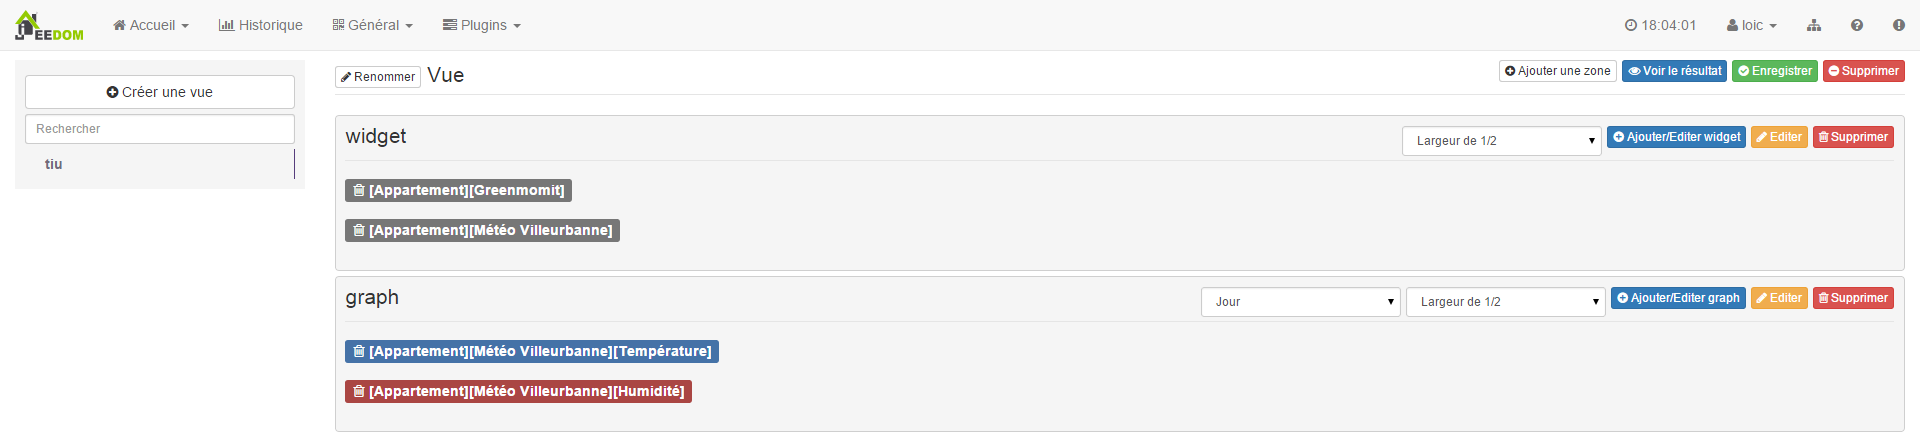 JEEDOM Accueil Historique Général Plugins 18:04:01 loic
Créer une vue
Rechercher
tiu
Renommer Vue Ajouter une zone Voir le résultat Enregistrer Supprimer
widget Largeur de 1/2 Ajouter/Editer widget Editer Supprimer
[Appartement][Greenmomit]
[Appartement][Météo Villeurbanne]
graph Jour Largeur de 1/2 Ajouter/Editer graph Editer Supprimer
[Appartement][Météo Villeurbanne][Température]
[Appartement][Météo Villeurbanne][Humidité]